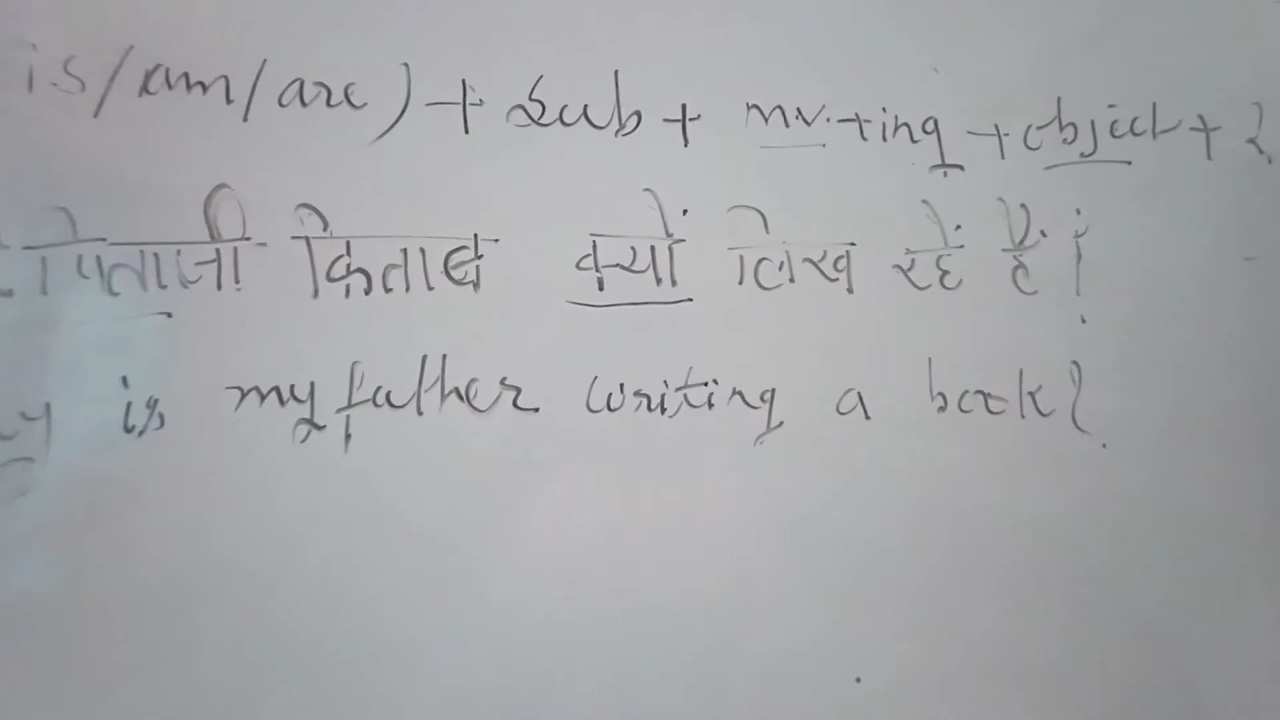 is/am/are) + Sub + mv.+ing + object + ?
पिताजी किताब क्यों लिख रहे हैं।
is my father writing a book?